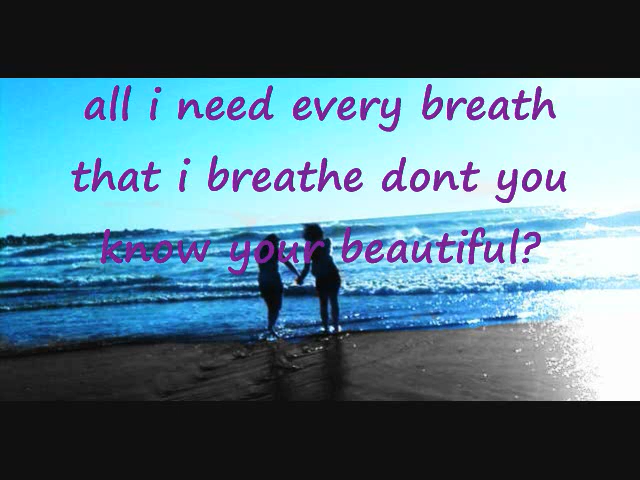 all i need every breath
that i breathe dont you
know your beautiful?